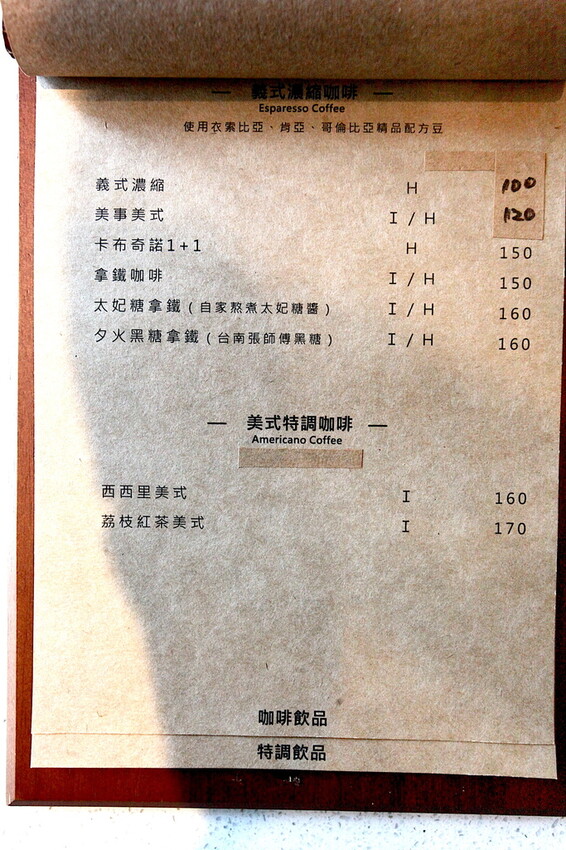 — 義式濃縮咖啡 —
Esparesso Coffee
使用衣索比亞、肯亞、哥倫比亞精品配方豆
義式濃縮 H 100
美事美式 I / H 120
卡布奇諾1+1 H 150
拿鐵咖啡 I / H 150
太妃糖拿鐵(自家熬煮太妃糖醬) I / H 160
夕火黑糖拿鐵(台南張師傅黑糖) I / H 160
— 美式特調咖啡 —
Americano Coffee
西西里美式 I 160
荔枝紅茶美式 I 170
咖啡飲品
特調飲品